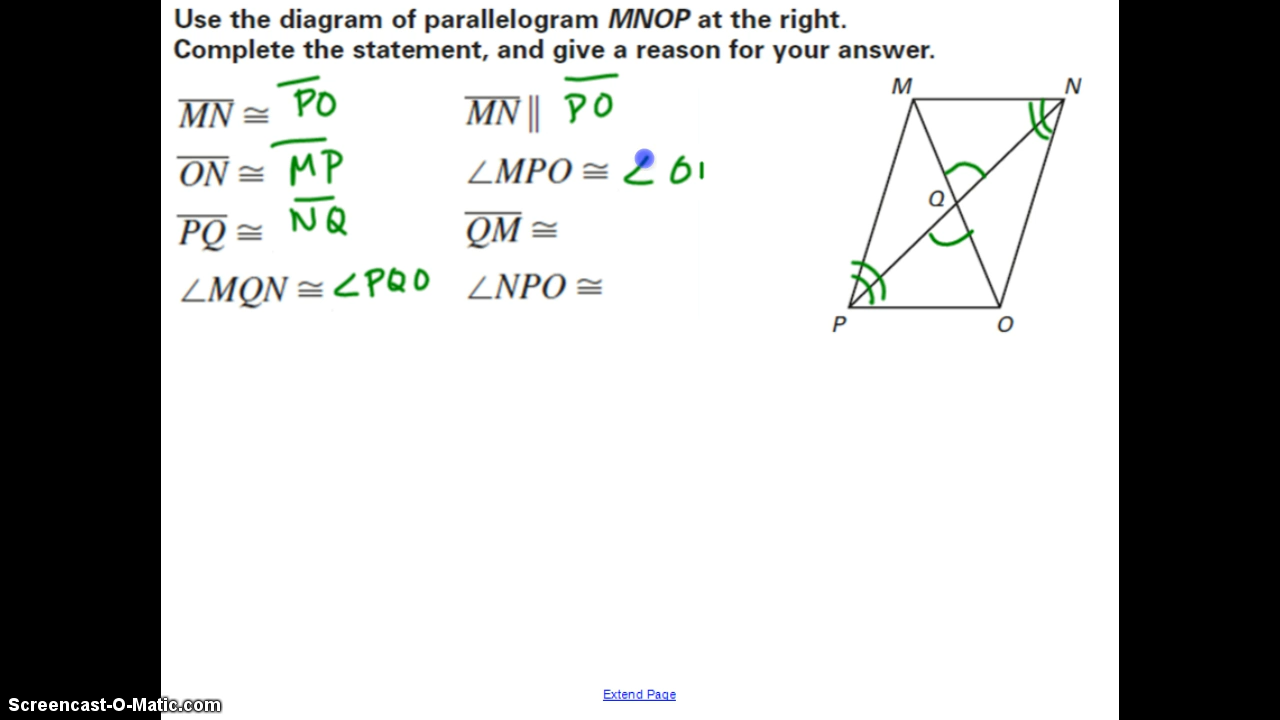 Use the diagram of parallelogram MNOP at the right.
Complete the statement, and give a reason for your answer.
MN ≅ PO
MN || PO
ON ≅ MP
∠MPO ≅ ∠ O
PQ ≅ NQ
QM ≅
∠MQN ≅ ∠PQO
∠NPO ≅
M
N
Q
P
O
Extend Page
Screencast-O-Matic.com